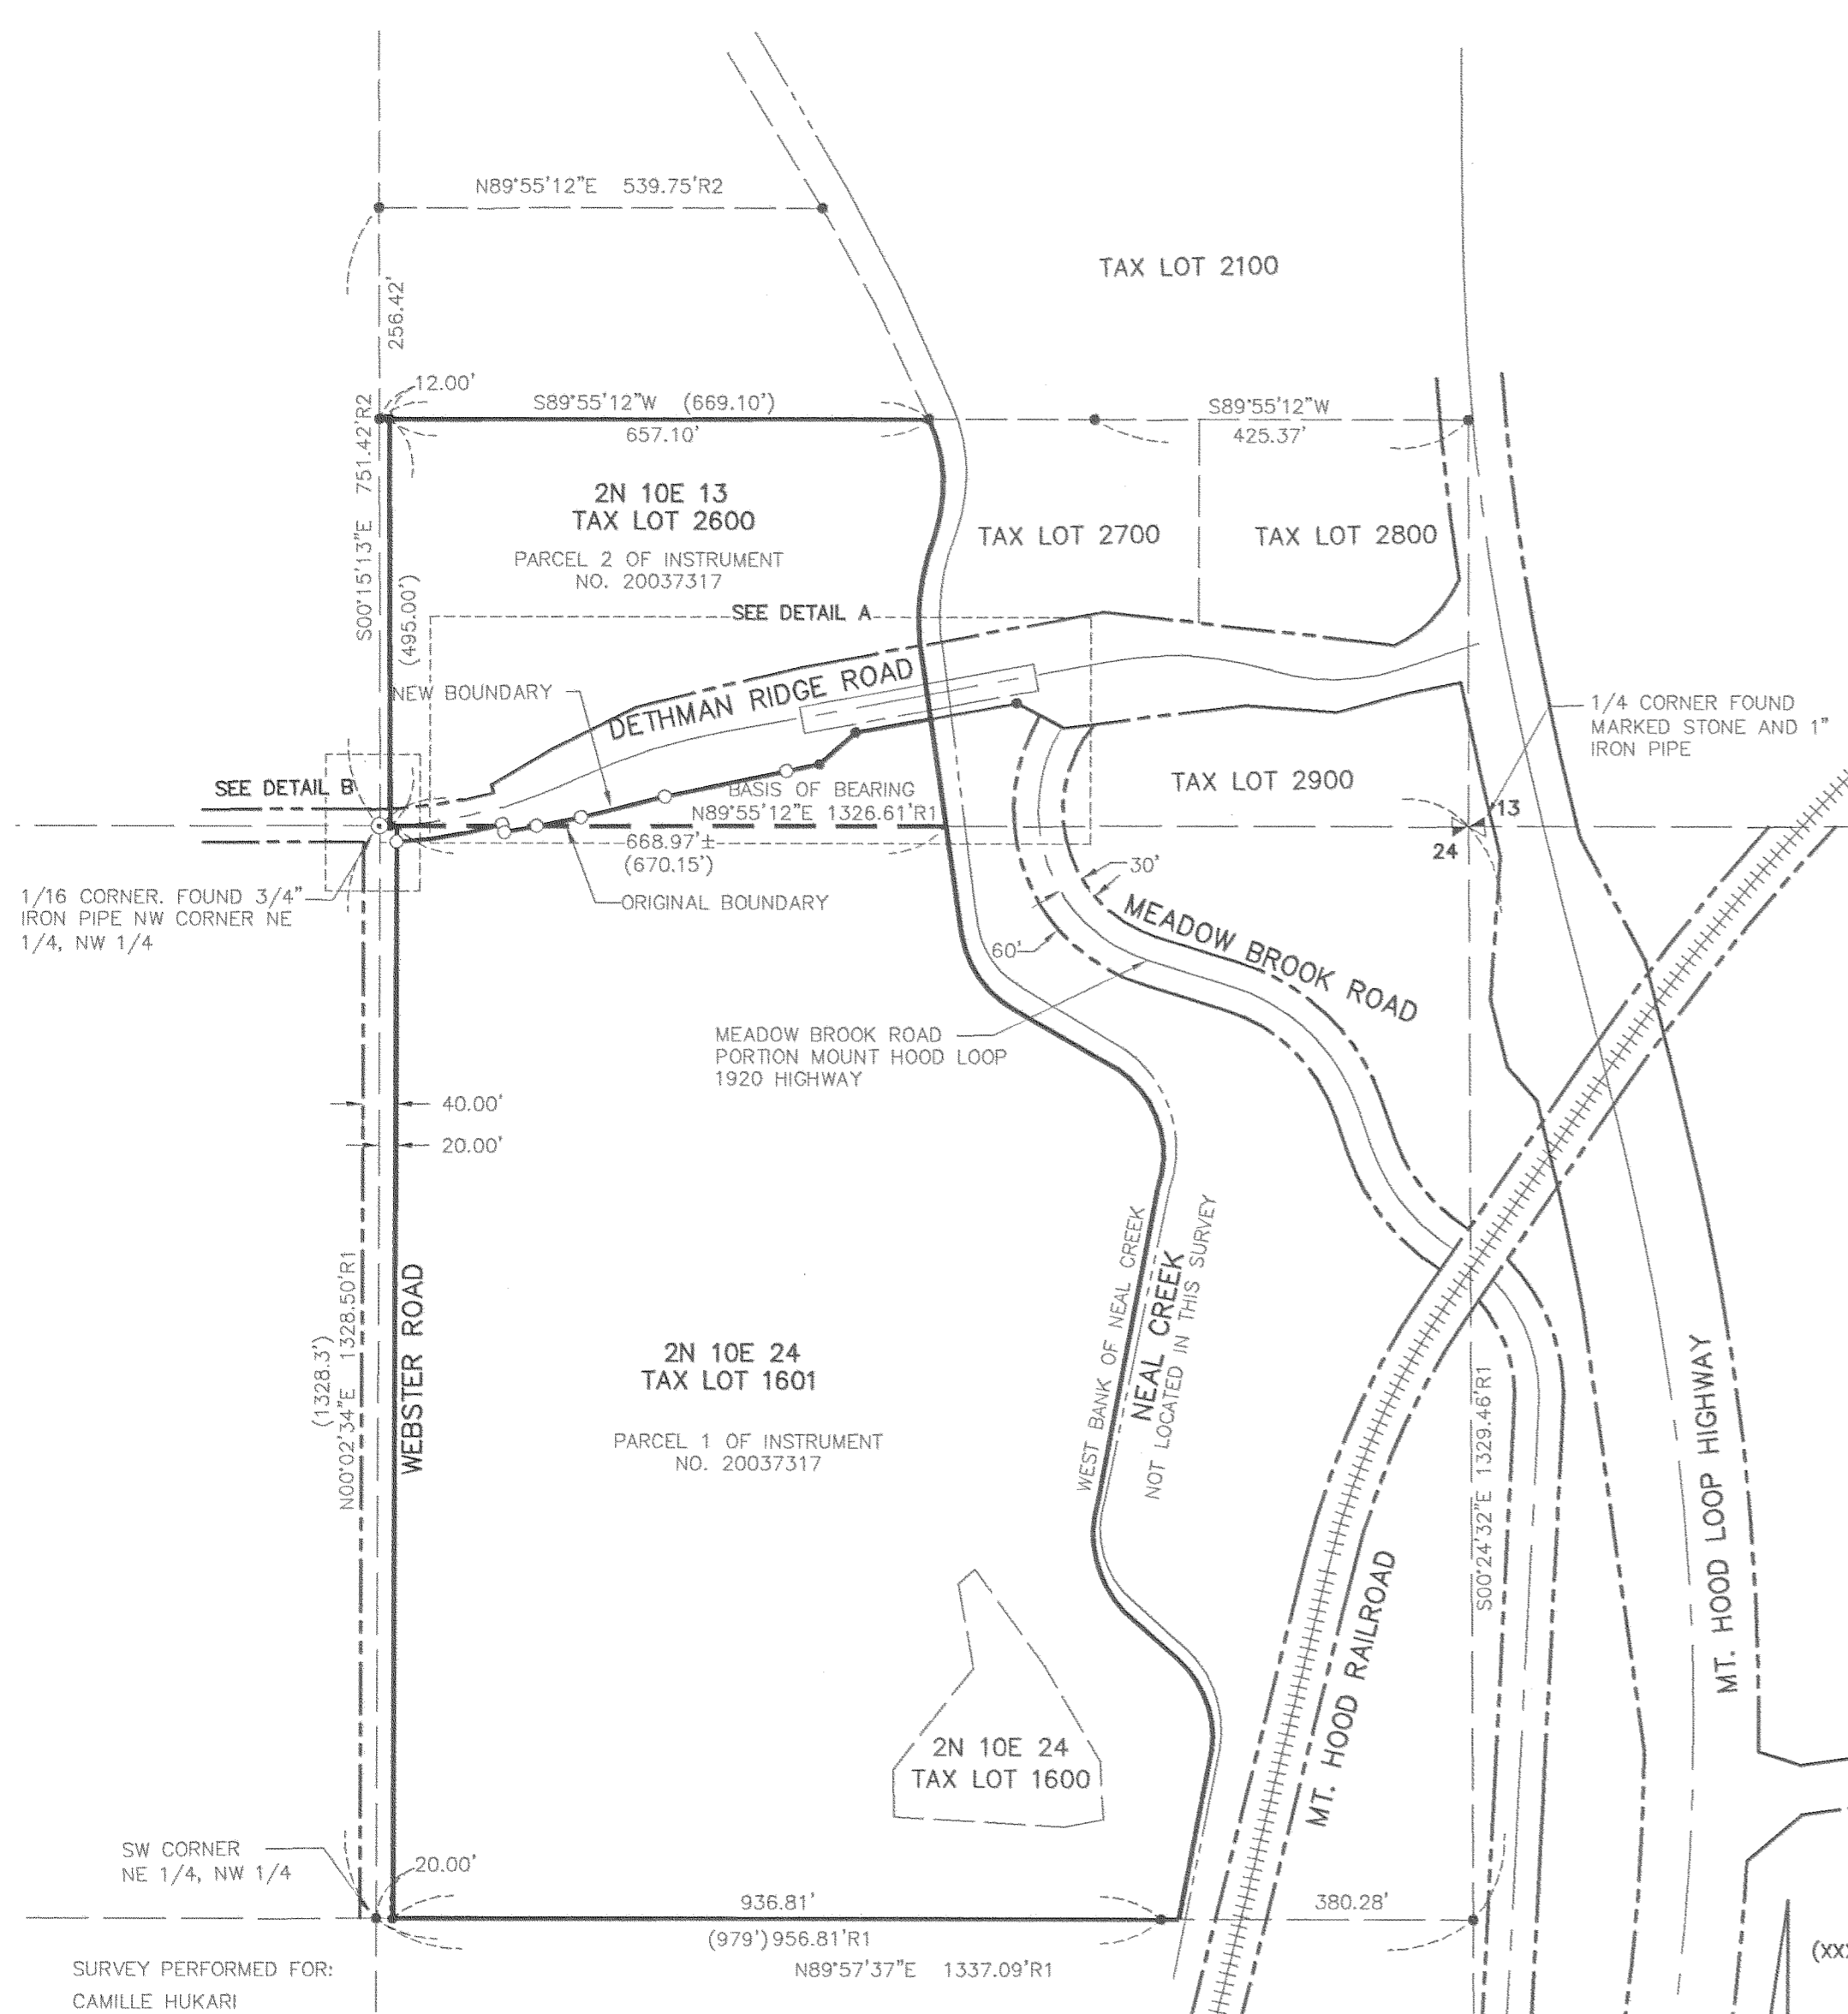 N89°55'12"E 539.75'R2
TAX LOT 2100
256.42'
12.00'
S89°55'12"W (669.10')
657.10'
S89°55'12"W
425.37'
S00°15'13"E 751.42'R2
(495.00')
2N 10E 13
TAX LOT 2600
PARCEL 2 OF INSTRUMENT
NO. 20037317
TAX LOT 2700
TAX LOT 2800
SEE DETAIL A
NEW BOUNDARY
DETHMAN RIDGE ROAD
1/4 CORNER FOUND
MARKED STONE AND 1"
IRON PIPE
SEE DETAIL B
BASIS OF BEARING
N89°55'12"E 1326.61'R1
TAX LOT 2900
13
24
668.97'±
(670.15')
ORIGINAL BOUNDARY
1/16 CORNER. FOUND 3/4"
IRON PIPE NW CORNER NE
1/4, NW 1/4
30'
60'
MEADOW BROOK ROAD
MEADOW BROOK ROAD
PORTION MOUNT HOOD LOOP
1920 HIGHWAY
40.00'
20.00'
(1328.3')
N00°02'34"E 1328.50'R1
WEBSTER ROAD
2N 10E 24
TAX LOT 1601
PARCEL 1 OF INSTRUMENT
NO. 20037317
WEST BANK OF NEAL CREEK
NEAL CREEK
NOT LOCATED IN THIS SURVEY
S00°24'32"E 1329.46'R1
MT. HOOD LOOP HIGHWAY
MT. HOOD RAILROAD
2N 10E 24
TAX LOT 1600
SW CORNER
NE 1/4, NW 1/4
20.00'
936.81'
380.28'
(979') 956.81'R1
N89°57'37"E 1337.09'R1
SURVEY PERFORMED FOR:
CAMILLE HUKARI